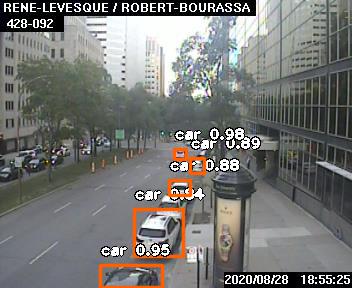 RENE-LEVESQUE / ROBERT-BOURASSA
428-092
car 0.98
car 0.89
car 0.88
car 0.84
car 0.95
2020/08/28 18:55:25